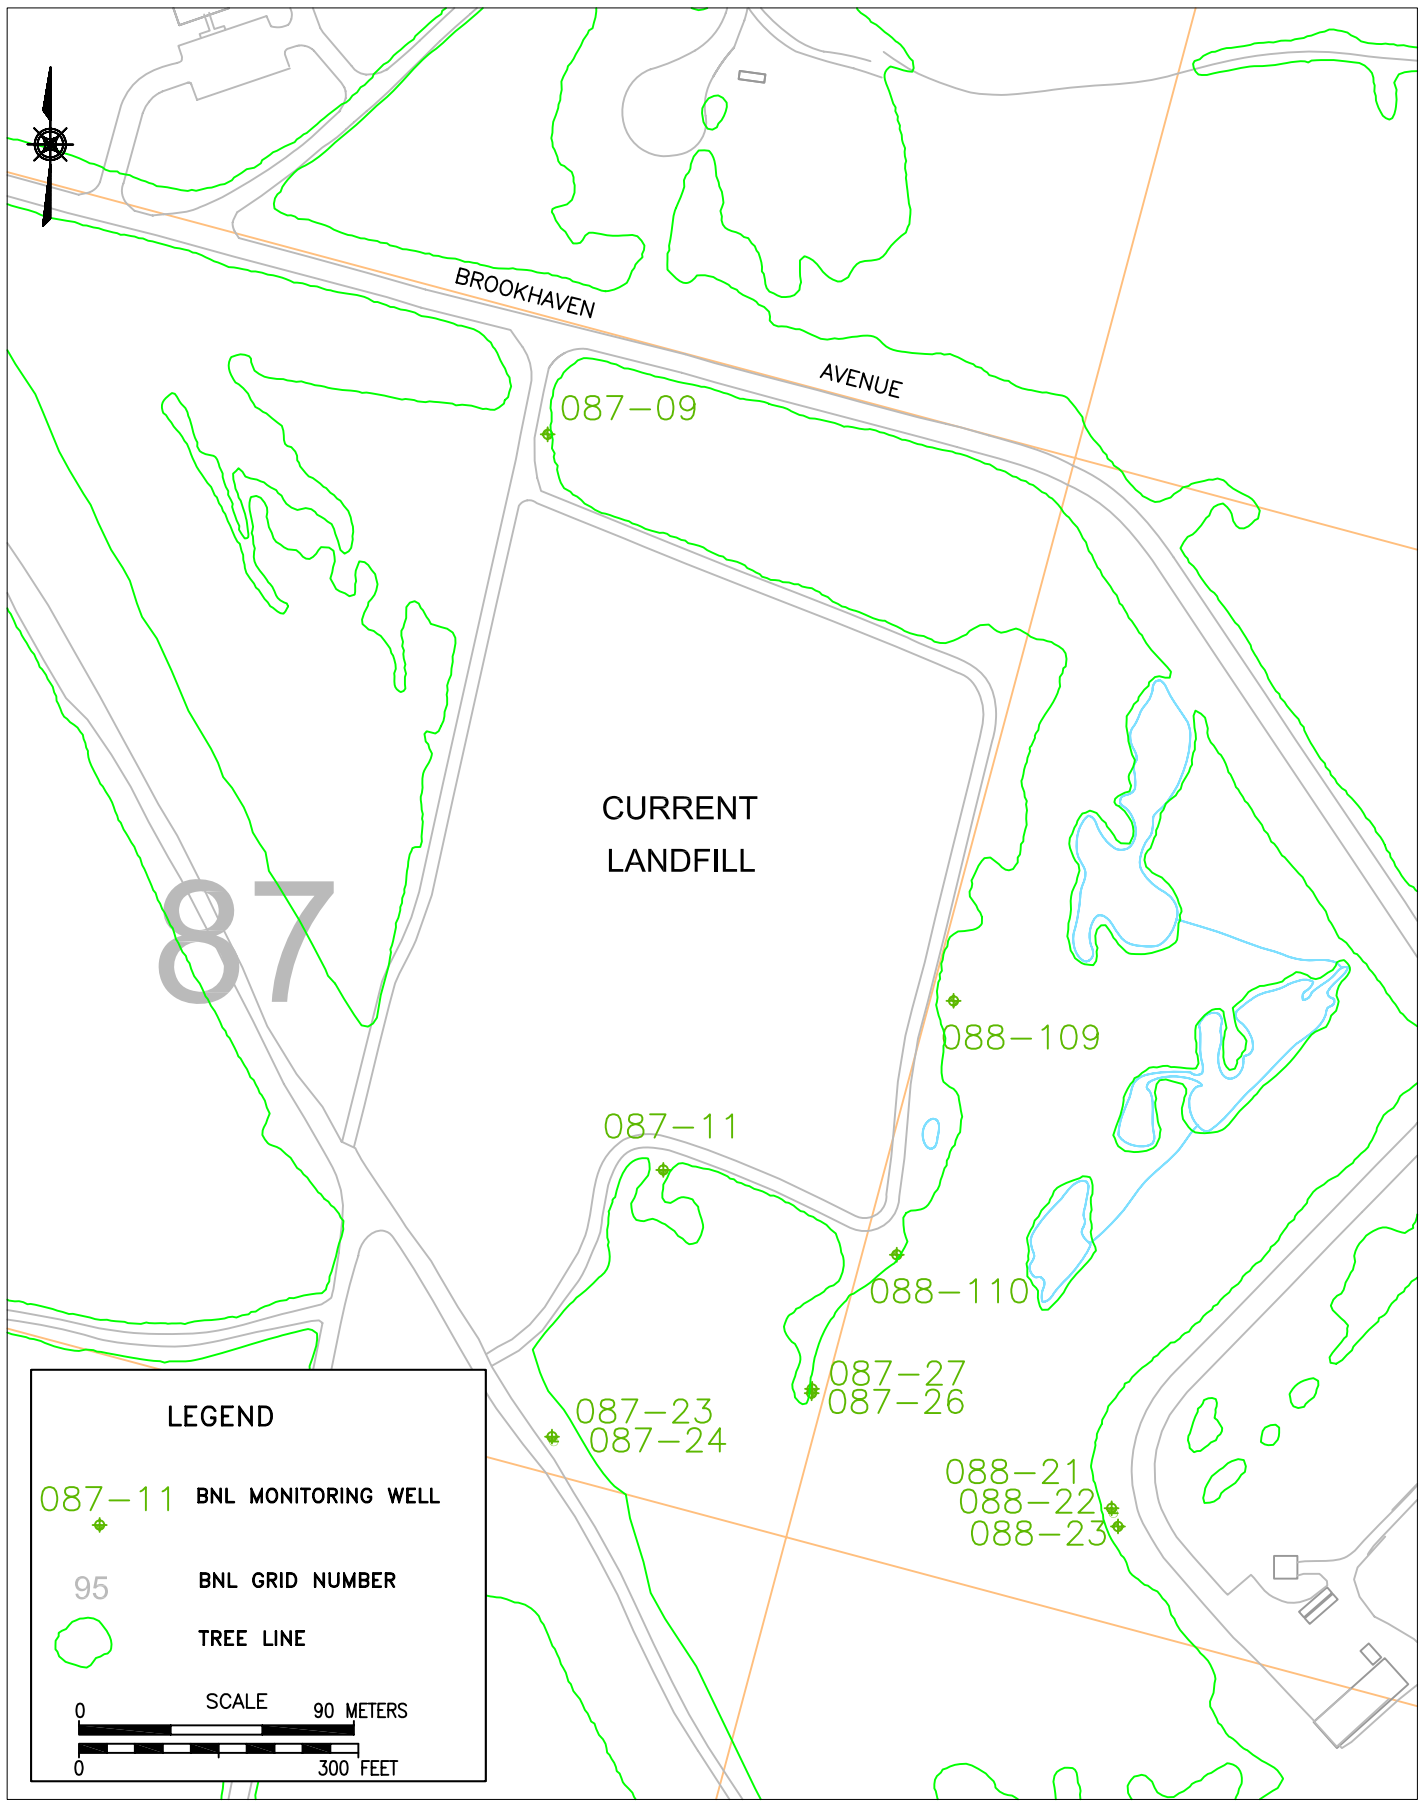 BROOKHAVEN
AVENUE
087-09
CURRENT
LANDFILL
87
088-109
087-11
088-110
087-27
087-26
087-23
087-24
088-21
088-22
088-23
LEGEND
087-11 BNL MONITORING WELL
95 BNL GRID NUMBER
TREE LINE
SCALE
0 90 METERS
0 300 FEET